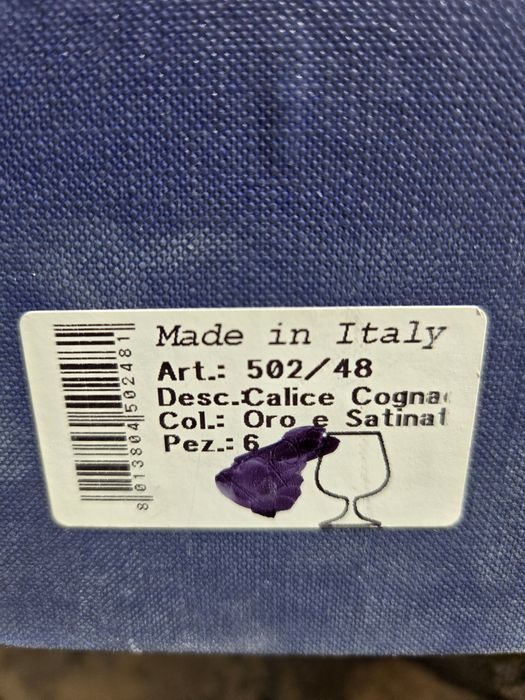 Made in Italy
Art.: 502/48
Desc.:Calice Cognac
Col.: Oro e Satinat
Pez.: 6
8 013804 502481